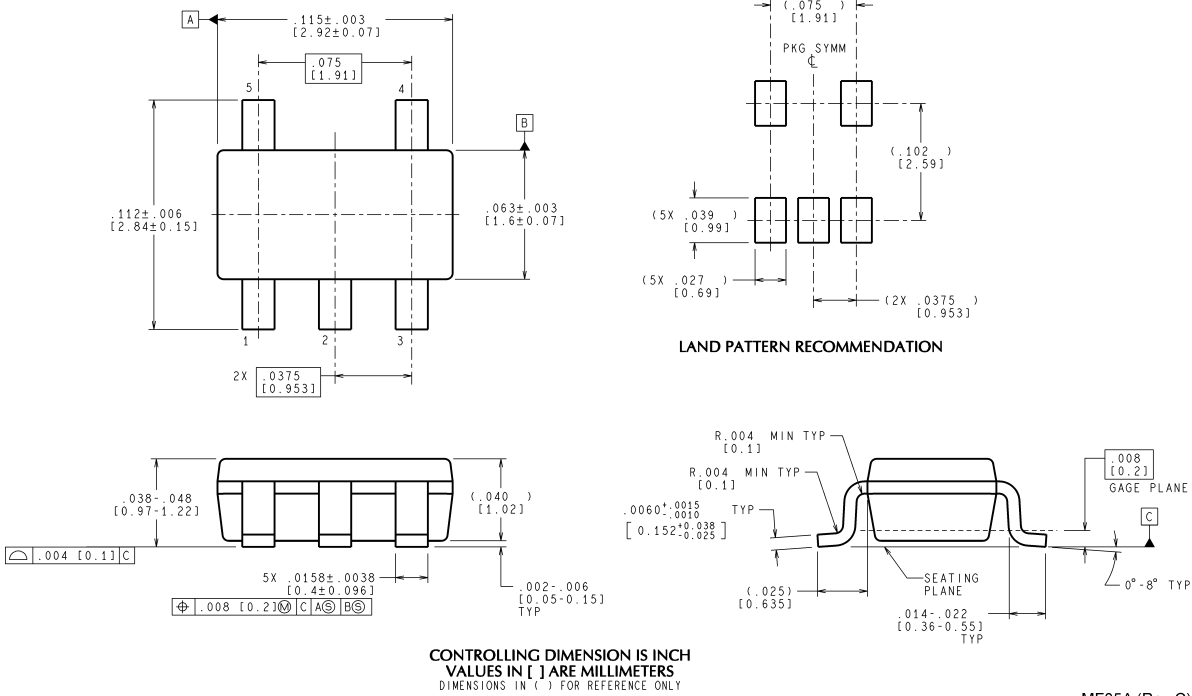 A
.115±.003
[2.92±0.07]
.075
[1.91]
5
4
B
.112±.006
[2.84±0.15]
.063±.003
[1.6±0.07]
1
2
3
2X .0375
[0.953]
(.075 )
[1.91]
PKG SYMM
℄
(.102 )
[2.59]
(5X .039 )
[0.99]
(5X .027 )
[0.69]
(2X .0375 )
[0.953]
LAND PATTERN RECOMMENDATION
.038-.048
[0.97-1.22]
(.040 )
[1.02]
⌓ .004 [0.1] C
5X .0158±.0038
[0.4±0.096]
⌖ .008 [0.2]Ⓜ C AⓈ BⓈ
.002-.006
[0.05-0.15]
TYP
R.004 MIN TYP
[0.1]
R.004 MIN TYP
[0.1]
.0060+.0015 -.0010 TYP
[0.152+0.038 -0.025]
.008
[0.2]
GAGE PLANE
C
SEATING
PLANE
0°-8° TYP
(.025)
[0.635]
.014-.022
[0.36-0.55]
TYP
CONTROLLING DIMENSION IS INCH
VALUES IN [ ] ARE MILLIMETERS
DIMENSIONS IN ( ) FOR REFERENCE ONLY